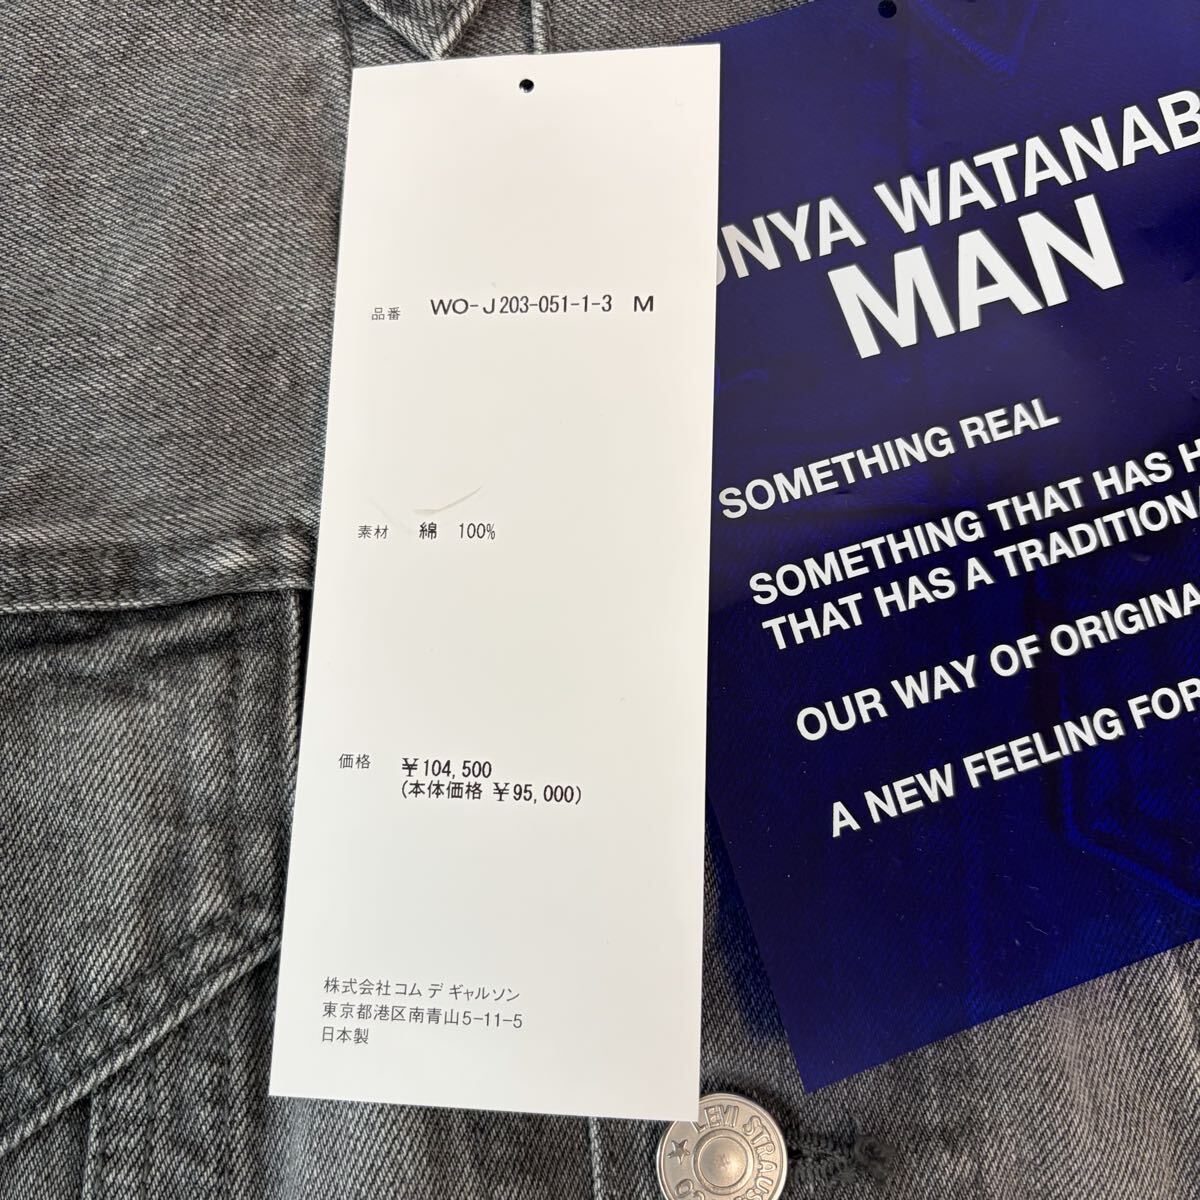 品番 WO-J203-051-1-3 M
素材 綿 100%
価格 ¥104,500
(本体価格 ¥95,000)
株式会社コム デ ギャルソン
東京都港区南青山5-11-5
日本製
WATANAB
MAN
SOMETHING REAL
SOMETHING THAT HAS H
THAT HAS A TRADITIONA
OUR WAY OF ORIGINA
A NEW FEELING FOR
LEVI STRAUS
CO